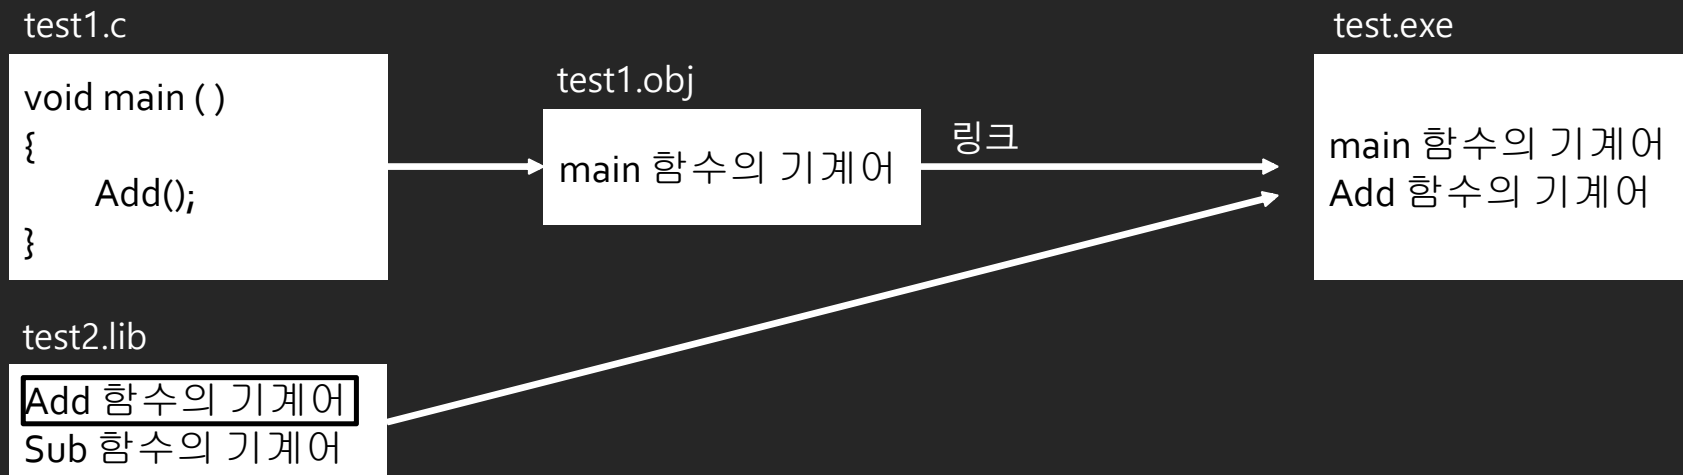 test1.c
void main ( )
{
Add();
}
test1.obj
main 함수의 기계어
링크
test.exe
main 함수의 기계어
Add 함수의 기계어
test2.lib
Add 함수의 기계어
Sub 함수의 기계어